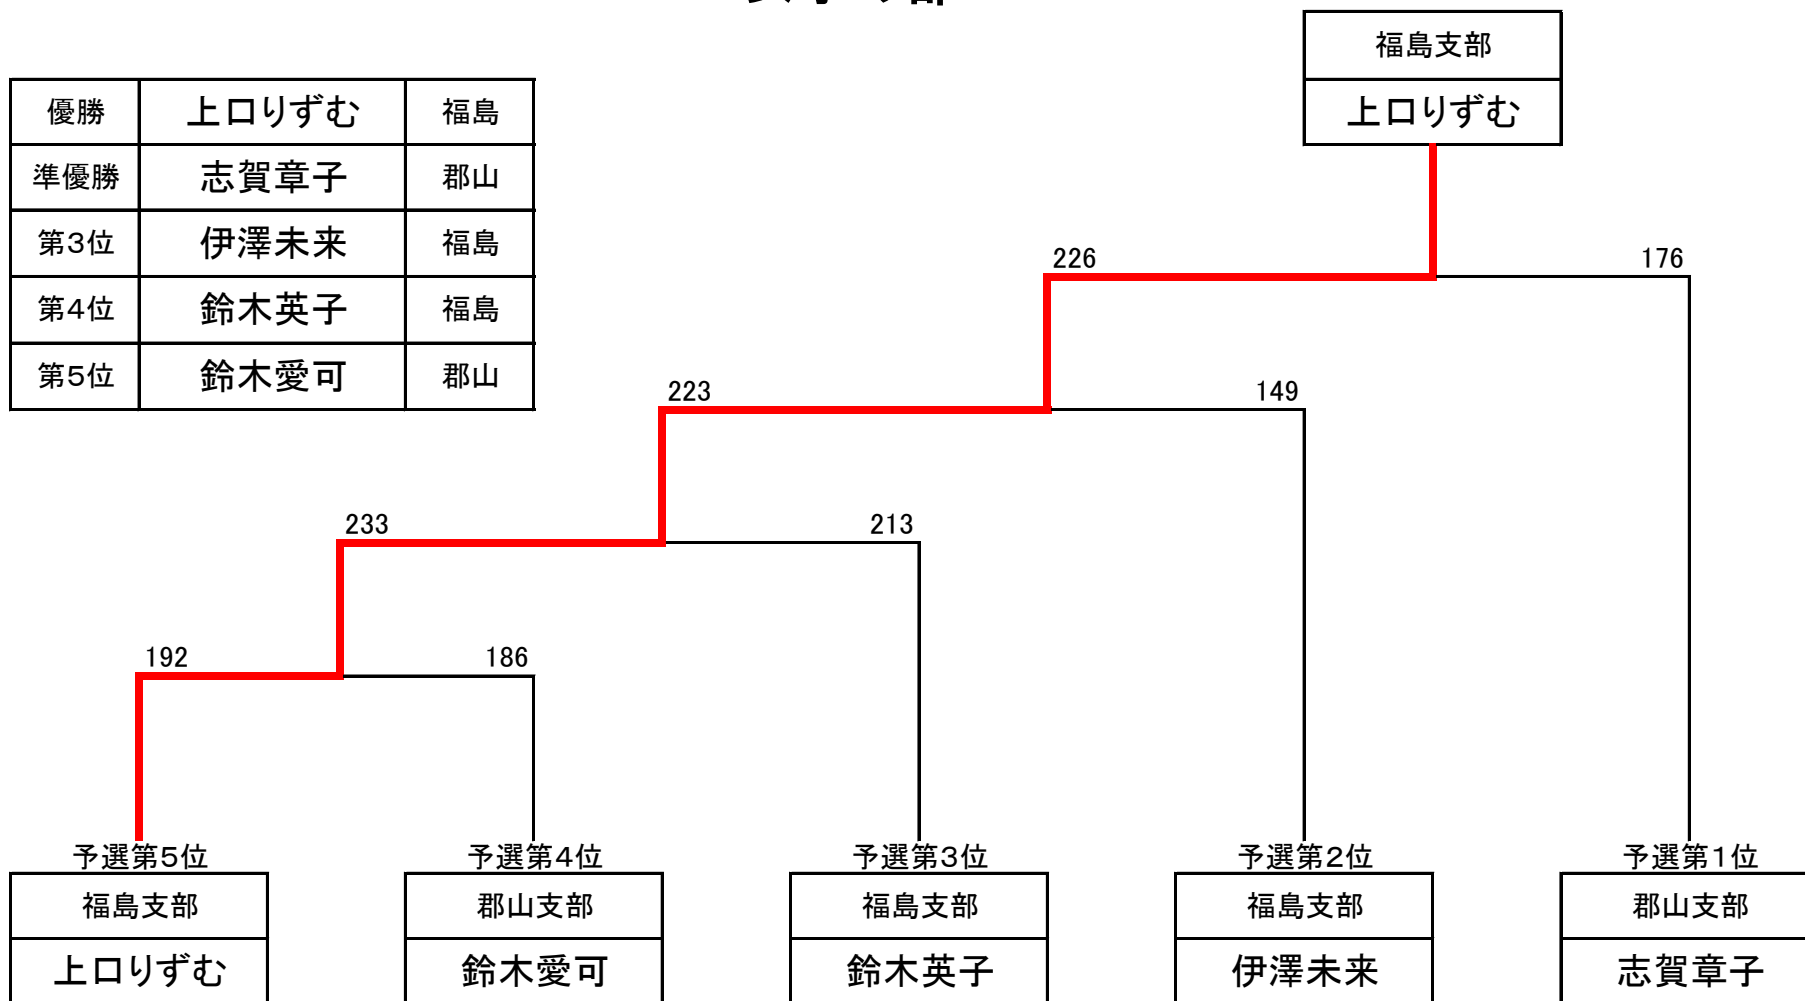 福島支部
上口りずむ
優勝 上口りずむ 福島
準優勝 志賀章子 郡山
第3位 伊澤未来 福島
第4位 鈴木英子 福島
第5位 鈴木愛可 郡山
226 176
223 149
233 213
192 186
予選第5位 予選第4位 予選第3位 予選第2位 予選第1位
福島支部 郡山支部 福島支部 福島支部 郡山支部
上口りずむ 鈴木愛可 鈴木英子 伊澤未来 志賀章子